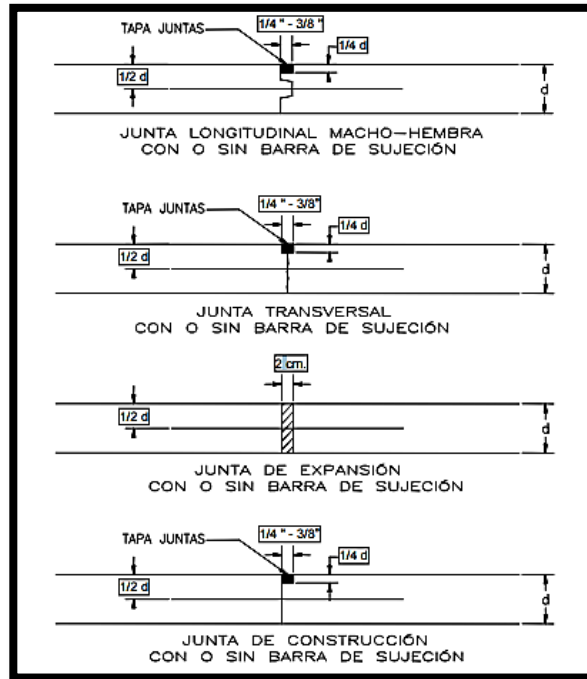 1/4 " - 3/8"
TAPA JUNTAS
1/4 d
1/2 d
d
JUNTA LONGITUDINAL MACHO-HEMBRA
CON O SIN BARRA DE SUJECIÓN
1/4 " - 3/8"
TAPA JUNTAS
1/4 d
1/2 d
d
JUNTA TRANSVERSAL
CON O SIN BARRA DE SUJECIÓN
2 cm.
1/2 d
d
JUNTA DE EXPANSIÓN
CON O SIN BARRA DE SUJECIÓN
1/4 " - 3/8"
TAPA JUNTAS
1/4 d
1/2 d
d
JUNTA DE CONSTRUCCIÓN
CON O SIN BARRA DE SUJECIÓN